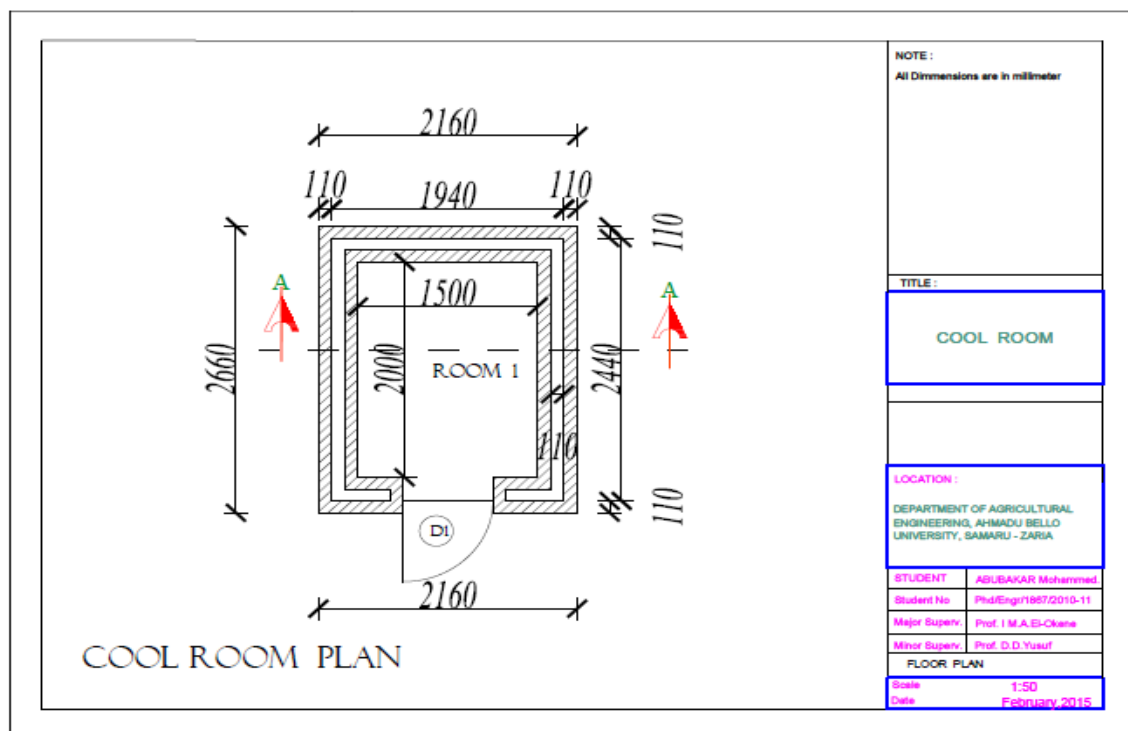 2160
110
1940
110
110
A
A
1500
2660
2000
2440
ROOM 1
110
110
D1
2160
COOL ROOM PLAN
NOTE :
All Dimmensions are in millimeter
TITLE :
COOL ROOM
LOCATION :
DEPARTMENT OF AGRICULTURAL
ENGINEERING, AHMADU BELLO
UNIVERSITY, SAMARU - ZARIA
STUDENT ABUBAKAR Mohammed.
Student No Phd/Engr/1867/2010-11
Major Superv. Prof. I M.A.El-Okene
Minor Superv. Prof. D.D.Yusuf
FLOOR PLAN
Scale 1:50
Date February,2015